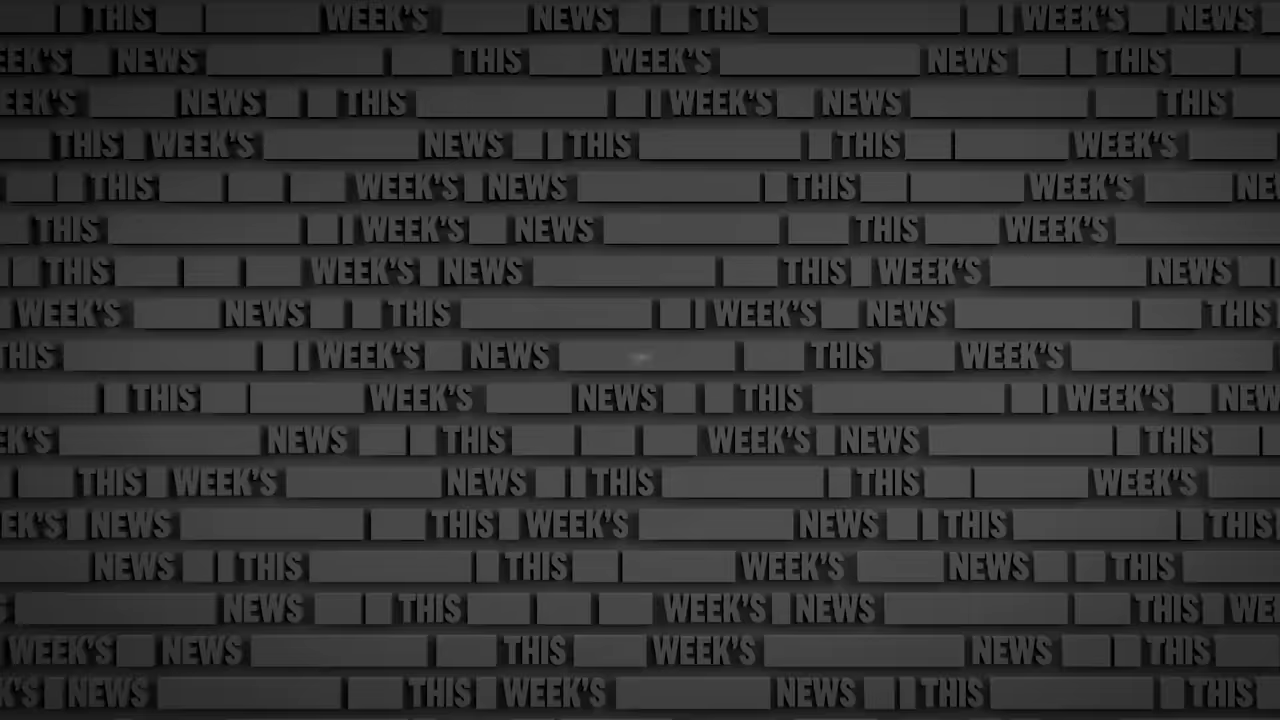 THIS WEEK'S NEWS THIS WEEK'S NEWS
EEK'S NEWS THIS WEEK'S NEWS THIS
EEK'S NEWS THIS WEEK'S NEWS THIS
THIS WEEK'S NEWS THIS THIS WEEK'S
THIS WEEK'S NEWS THIS WEEK'S NE
THIS WEEK'S NEWS THIS WEEK'S
THIS WEEK'S NEWS THIS WEEK'S NEWS
WEEK'S NEWS THIS WEEK'S NEWS THIS
THIS WEEK'S NEWS THIS WEEK'S
THIS WEEK'S NEWS THIS WEEK'S NEW
EK'S NEWS THIS WEEK'S NEWS THIS
THIS WEEK'S NEWS THIS THIS WEEK'S
EK'S NEWS THIS WEEK'S NEWS THIS THIS
NEWS THIS THIS WEEK'S NEWS THIS
S NEWS THIS WEEK'S NEWS THIS WE
WEEK'S NEWS THIS WEEK'S NEWS THIS
K'S NEWS THIS WEEK'S NEWS THIS THIS